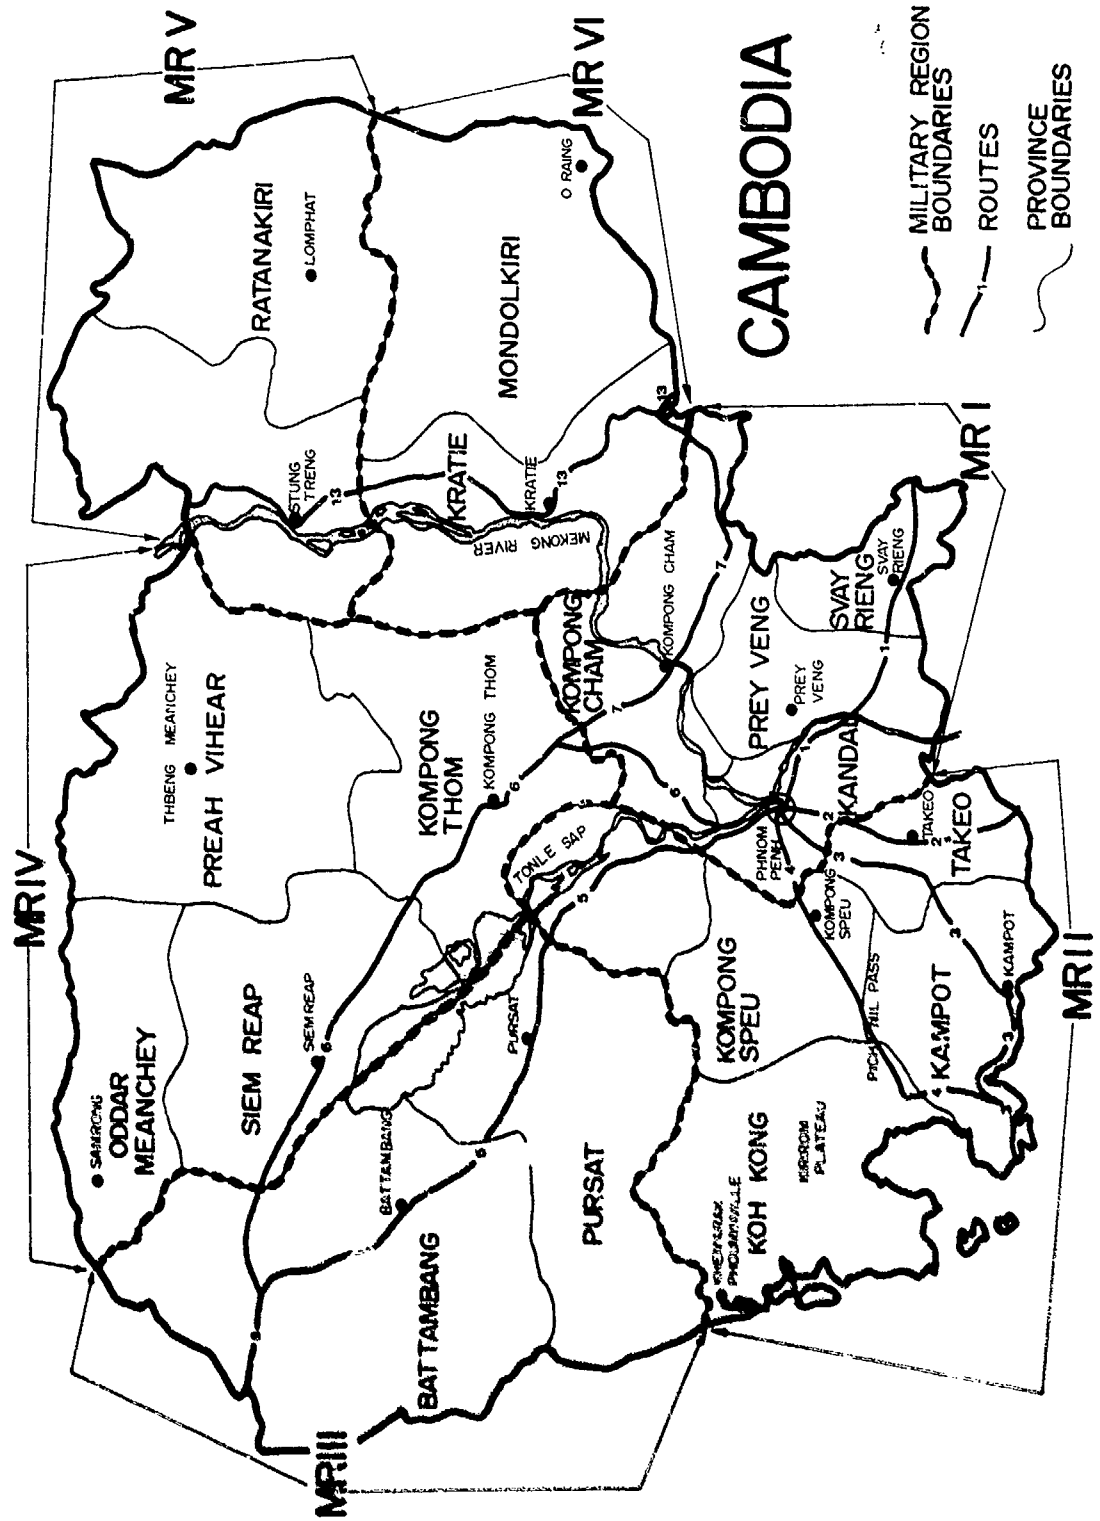 CAMBODIA
MILITARY REGION
BOUNDARIES
1
ROUTES
PROVINCE
BOUNDARIES
MR IV
MR V
MR VI
MR III
MR II
MR I
SAMRONG
ODDAR
MEANCHEY
SIEM REAP
SIEM REAP
6
THBENG MEANCHEY
PREAH VIHEAR
KOMPONG
THOM
KOMPONG THOM
6
6
STUNG
TRENG
13
RATANAKIRI
LOMPHAT
MONDOLKIRI
O RAING
KRATIE
KRATIE
13
13
MEKONG RIVER
BATTAMBANG
BATTAMBANG
5
5
PURSAT
PURSAT
5
TONLE SAP
KOMPONG
CHAM
KOMPONG CHAM
7
7
6
PREY VENG
PREY
VENG
SVAY
RIENG
SVAY
RIENG
1
1
KANDAL
PHNOM
PENH
4
2
3
KOMPONG
SPEU
KOMPONG
SPEU
TAKEO
2
TAKEO
PICH NIL PASS
KAMPOT
KAMPOT
3
3
4
KOH KONG
KIRIROM
PLATEAU